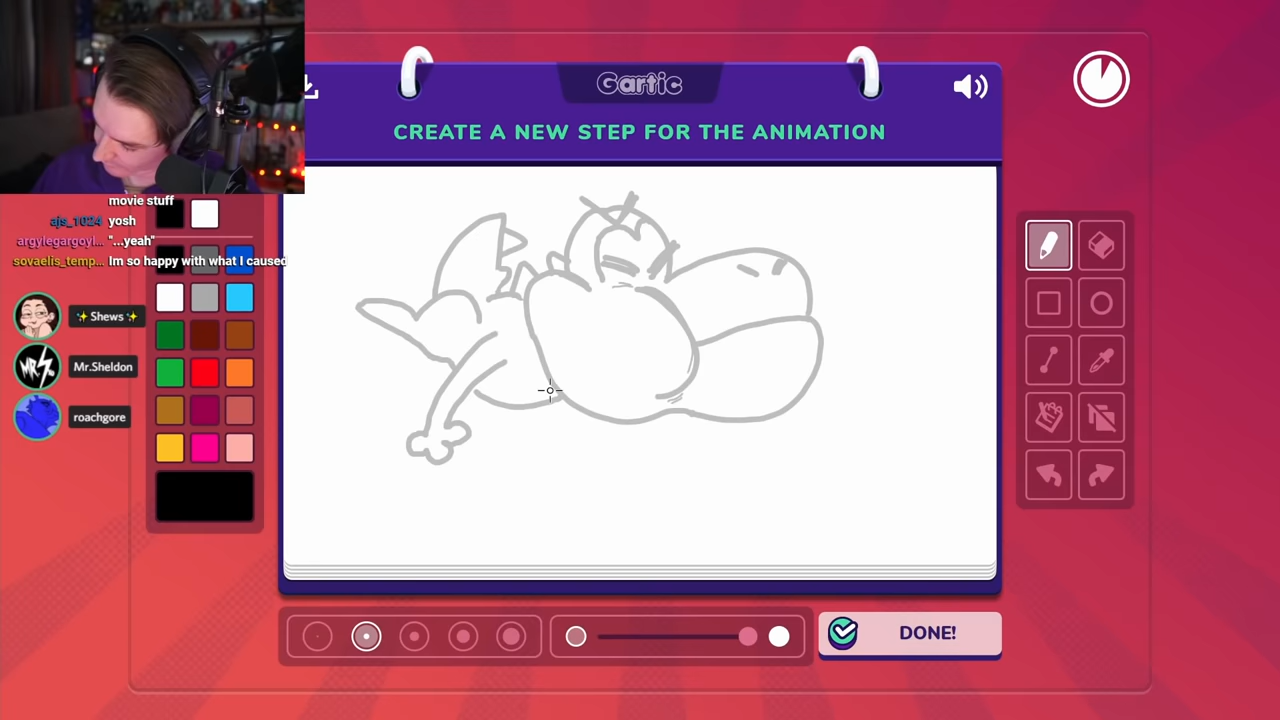 Gartic
CREATE A NEW STEP FOR THE ANIMATION
movie stuff
ajs_1024 yosh
argylegargoyl... "...yeah"
sovaelis_temp... Im so happy with what I caused
✨ Shews ✨
Mr.Sheldon
roachgore
DONE!